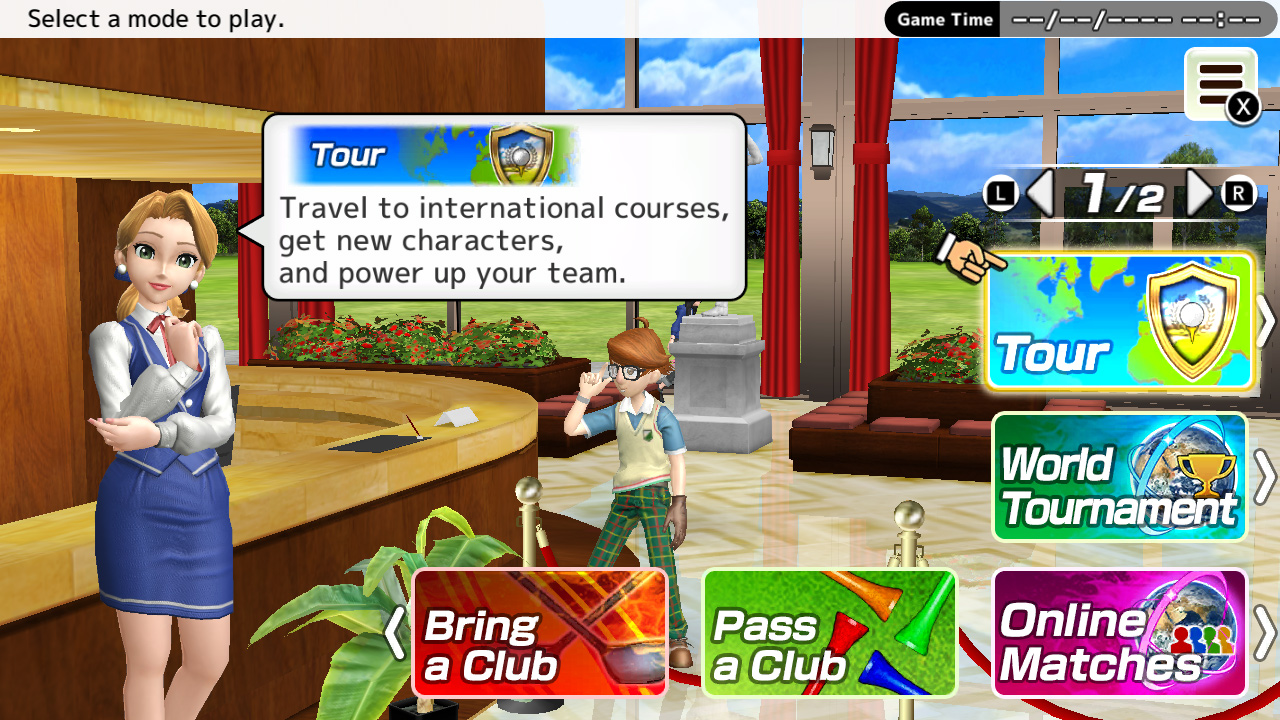 Select a mode to play.
Game Time --/--/---- --:--
X
Tour
Travel to international courses,
get new characters,
and power up your team.
L 1/2 R
Tour
World
Tournament
Bring
a Club
Pass
a Club
Online
Matches